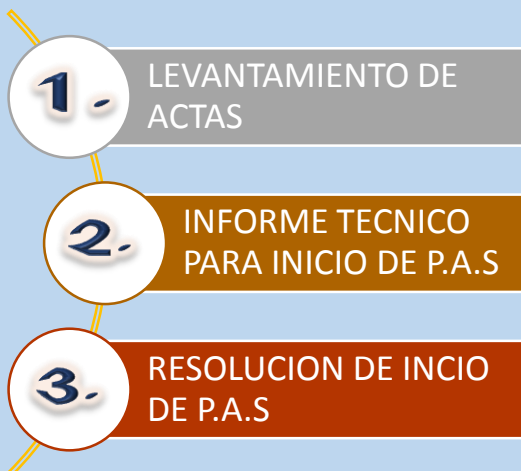 1.
LEVANTAMIENTO DE
ACTAS
2.
INFORME TECNICO
PARA INICIO DE P.A.S
3.
RESOLUCION DE INCIO
DE P.A.S